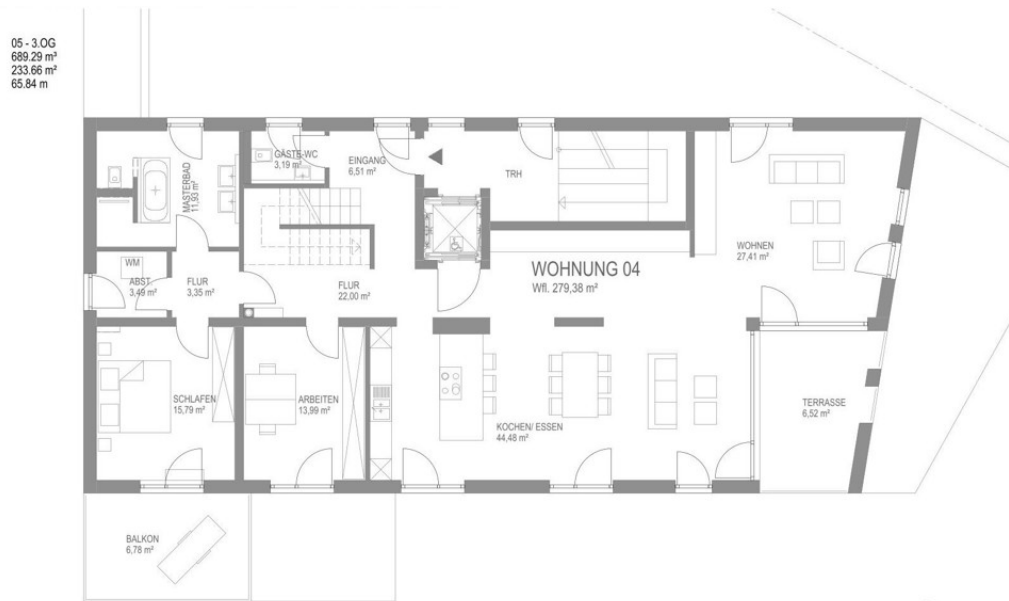 05 - 3.OG
689.29 m³
233.66 m²
65.84 m
GÄSTE-WC
3,19 m²
EINGANG
6,51 m²
TRH
MASTERBAD
11,93 m²
WOHNEN
27,41 m²
WM
ABST
3,49 m²
FLUR
3,35 m²
FLUR
22,00 m²
WOHNUNG 04
Wfl. 279,38 m²
SCHLAFEN
15,79 m²
ARBEITEN
13,99 m²
KOCHEN/ ESSEN
44,48 m²
TERRASSE
6,52 m²
BALKON
6,78 m²